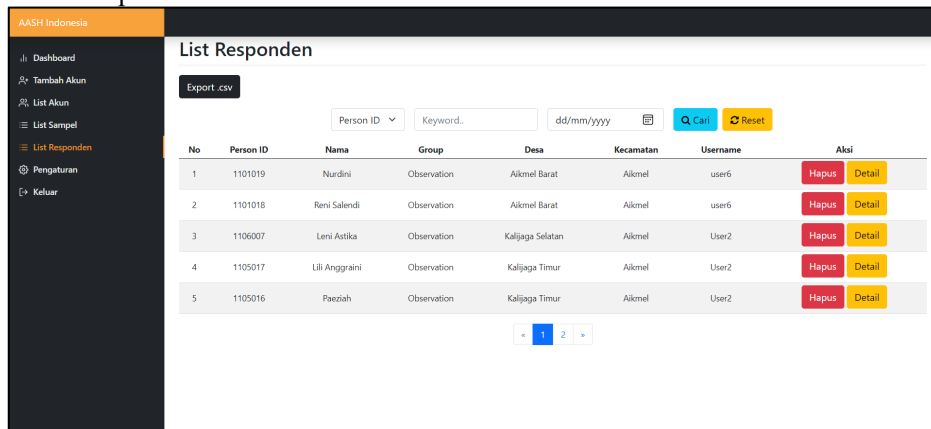 AASH Indonesia
Dashboard
Tambah Akun
List Akun
List Sampel
List Responden
Pengaturan
Keluar
List Responden
Export .csv
Person ID Keyword.. dd/mm/yyyy Cari Reset
No Person ID Nama Group Desa Kecamatan Username Aksi
1 1101019 Nurdini Observation Aikmel Barat Aikmel user6 Hapus Detail
2 1101018 Reni Salendi Observation Aikmel Barat Aikmel user6 Hapus Detail
3 1106007 Leni Astika Observation Kalijaga Selatan Aikmel User2 Hapus Detail
4 1105017 Lili Anggraini Observation Kalijaga Timur Aikmel User2 Hapus Detail
5 1105016 Paeziah Observation Kalijaga Timur Aikmel User2 Hapus Detail
« 1 2 »